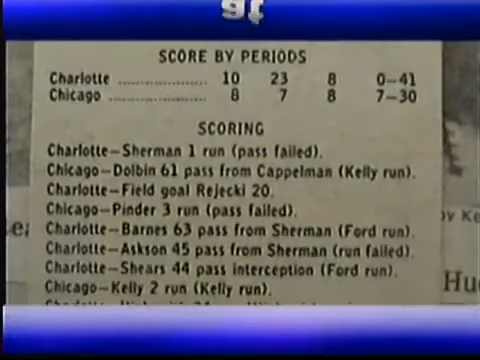 SCORE BY PERIODS
Charlotte ................ 10 23 8 0—41
Chicago .................. 8 7 8 7—30
SCORING
Charlotte—Sherman 1 run (pass failed).
Chicago—Dolbin 61 pass from Cappelman (Kelly run).
Charlotte—Field goal Rejecki 20.
Chicago—Pinder 3 run (pass failed).
Charlotte—Barnes 63 pass from Sherman (Ford run).
Charlotte—Askson 45 pass from Sherman (run failed).
Charlotte—Shears 44 pass interception (Ford run).
Chicago—Kelly 2 run (Kelly run).